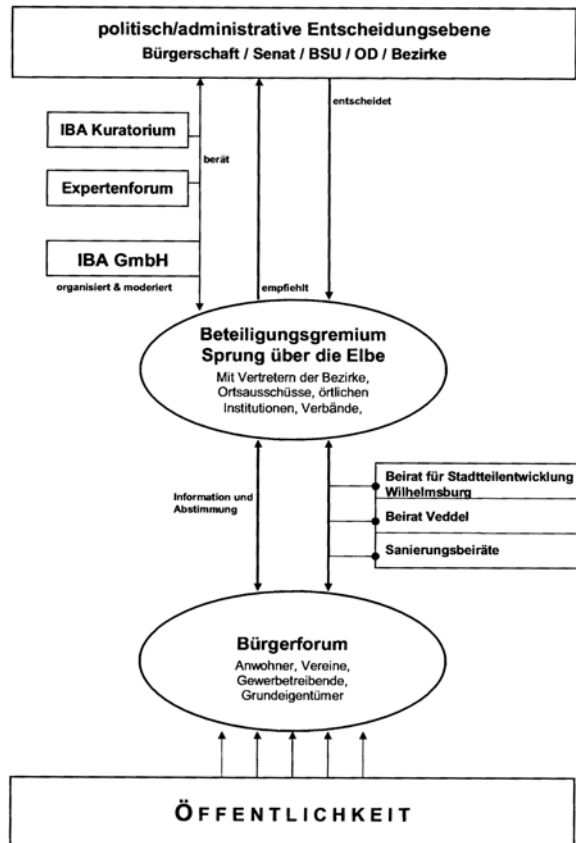 politisch/administrative Entscheidungsebene
Bürgerschaft / Senat / BSU / OD / Bezirke
entscheidet
IBA Kuratorium
berät
Expertenforum
IBA GmbH
organisiert & moderiert
empfiehlt
Beteiligungsgremium
Sprung über die Elbe
Mit Vertretern der Bezirke,
Ortsausschüsse, örtlichen
Institutionen, Verbände,
Information und
Abstimmung
Beirat für Stadtteilentwicklung
Wilhelmsburg
Beirat Veddel
Sanierungsbeiräte
Bürgerforum
Anwohner, Vereine,
Gewerbetreibende,
Grundeigentümer
ÖFFENTLICHKEIT